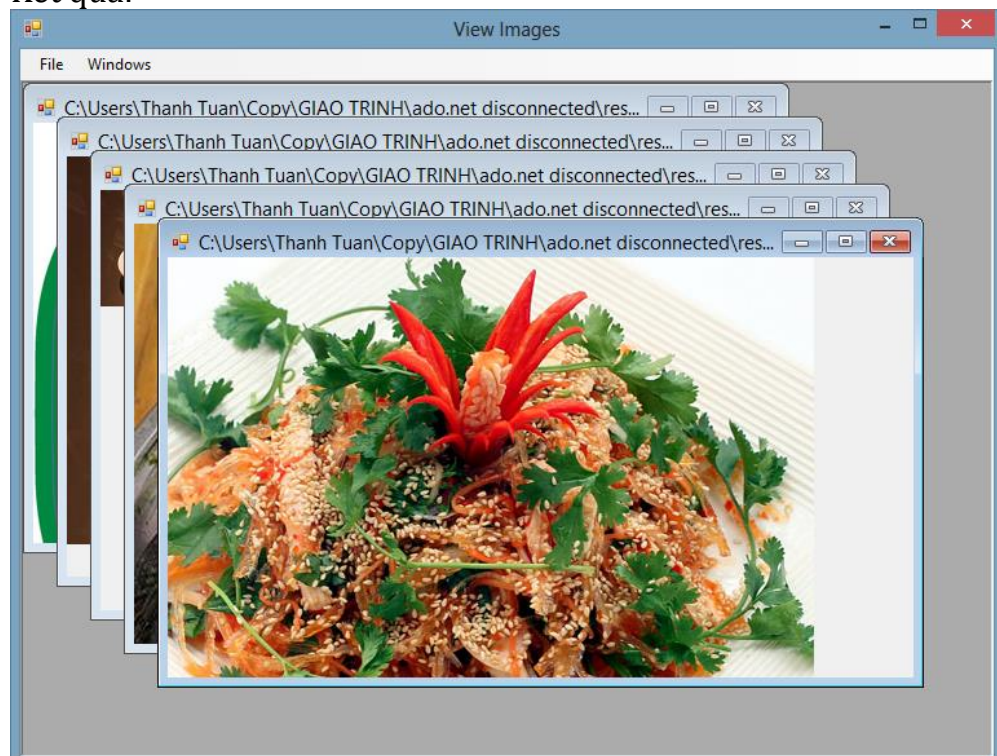 View Images
File Windows
C:\Users\Thanh Tuan\Copy\GIAO TRINH\ado.net disconnected\res...
C:\Users\Thanh Tuan\Copy\GIAO TRINH\ado.net disconnected\res...
C:\Users\Thanh Tuan\Copy\GIAO TRINH\ado.net disconnected\res...
C:\Users\Thanh Tuan\Copy\GIAO TRINH\ado.net disconnected\res...
C:\Users\Thanh Tuan\Copy\GIAO TRINH\ado.net disconnected\res...